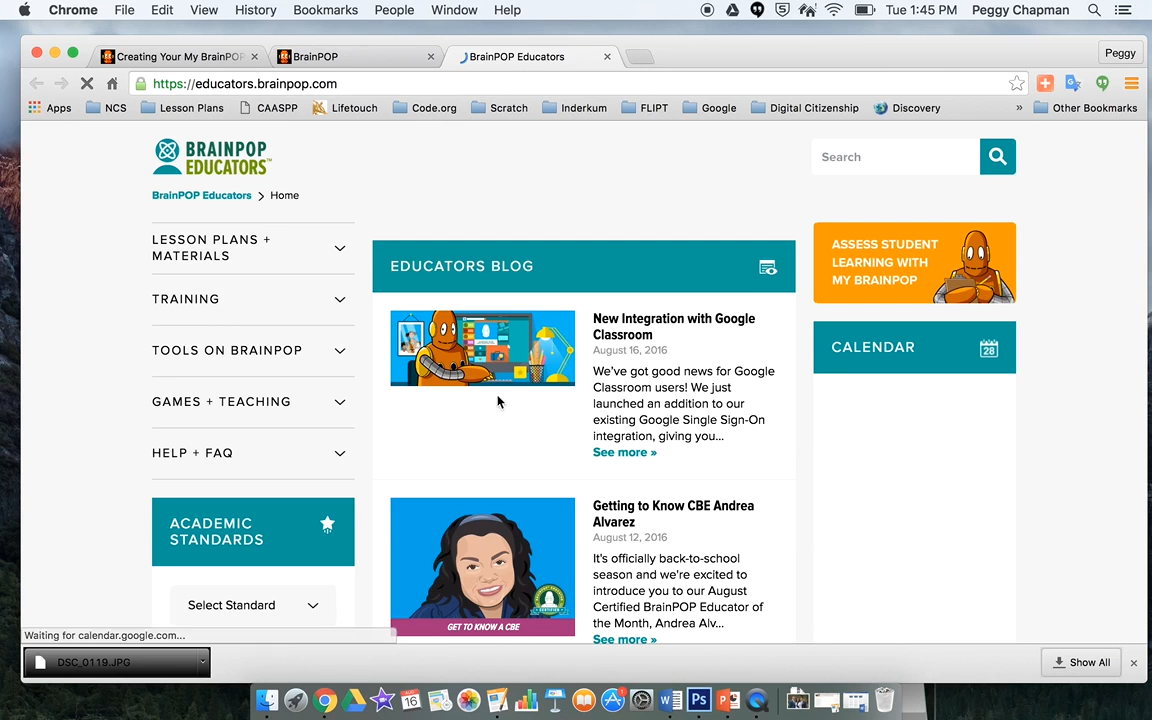 Chrome File Edit View History Bookmarks People Window Help Tue 1:45 PM Peggy Chapman
Creating Your My BrainPOP BrainPOP BrainPOP Educators Peggy
https://educators.brainpop.com
Apps NCS Lesson Plans CAASPP Lifetouch Code.org Scratch Inderkum FLIPT Google Digital Citizenship Discovery » Other Bookmarks
BRAINPOP
EDUCATORS™
Search
BrainPOP Educators > Home
LESSON PLANS +
MATERIALS
TRAINING
TOOLS ON BRAINPOP
GAMES + TEACHING
HELP + FAQ
ACADEMIC
STANDARDS
Select Standard
EDUCATORS BLOG
New Integration with Google
Classroom
August 16, 2016
We've got good news for Google
Classroom users! We just
launched an addition to our
existing Google Single Sign-On
integration, giving you...
See more »
Getting to Know CBE Andrea
Alvarez
August 12, 2016
It's officially back-to-school
season and we're excited to
introduce you to our August
Certified BrainPOP Educator of
the Month, Andrea Alv...
See more »
GET TO KNOW A CBE
ASSESS STUDENT
LEARNING WITH
MY BRAINPOP
CALENDAR
28
Waiting for calendar.google.com...
DSC_0119.JPG
Show All